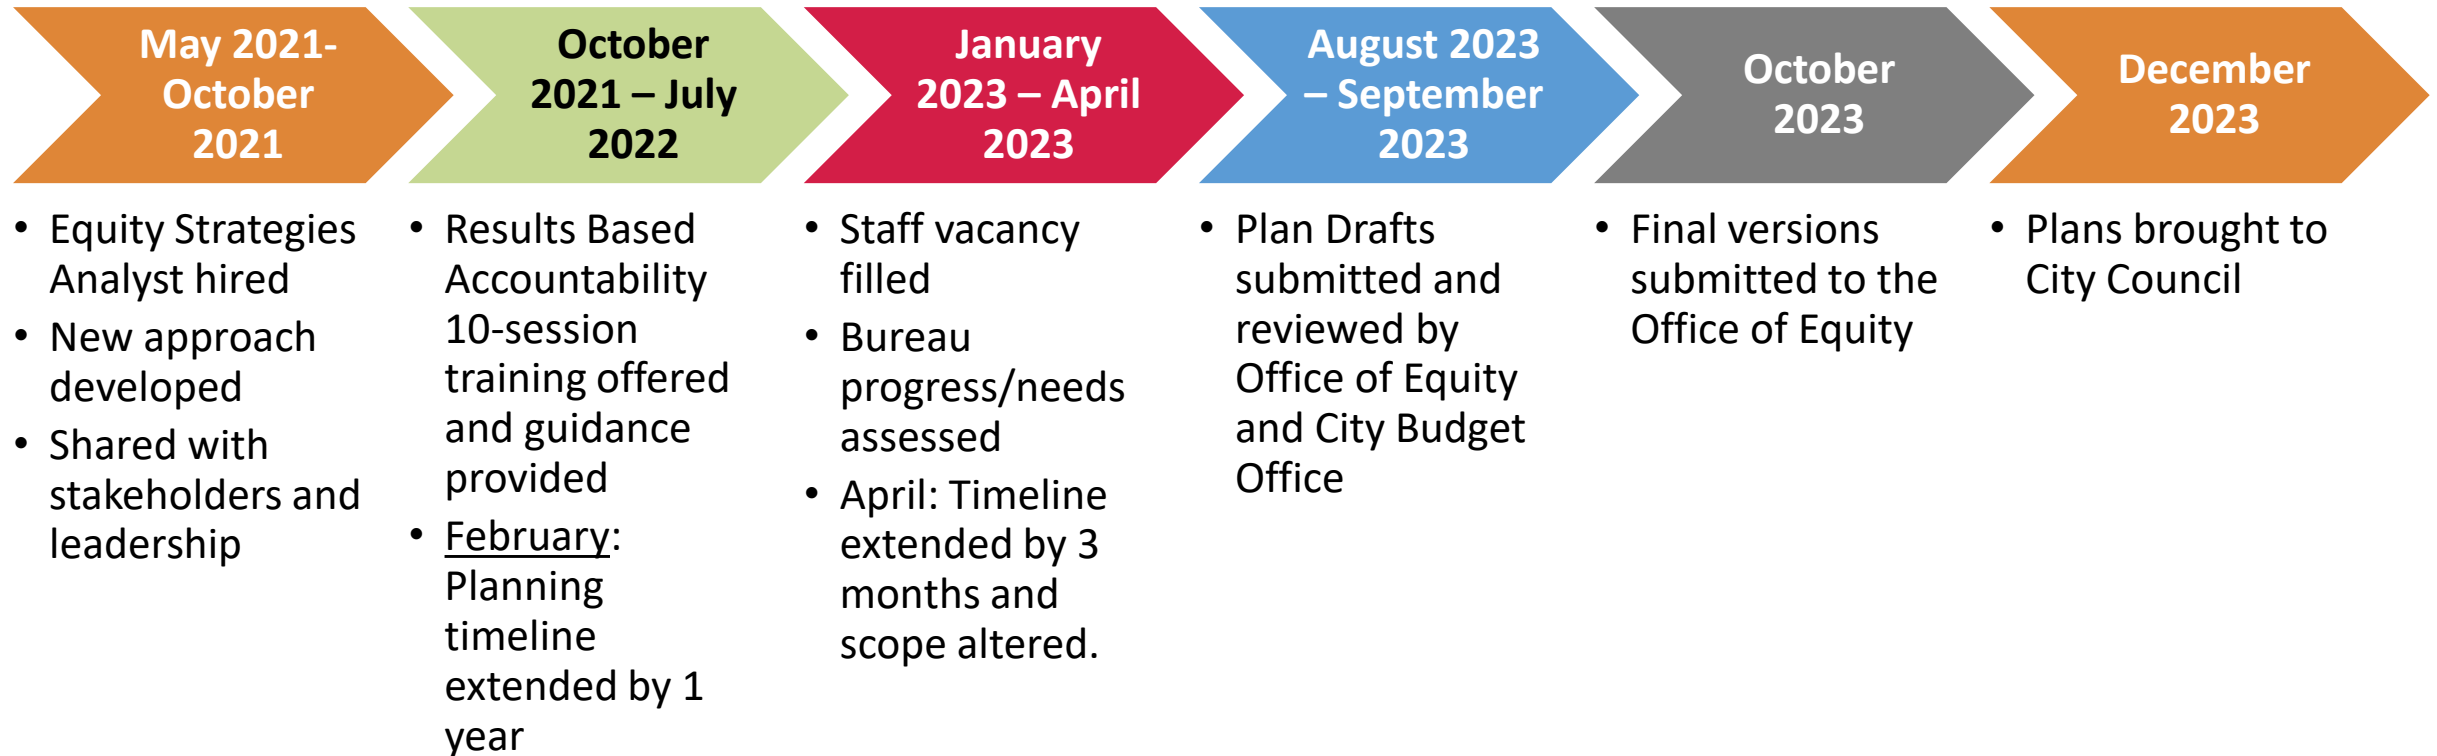 May 2021-
October
2021
• Equity Strategies
Analyst hired
• New approach
developed
• Shared with
stakeholders and
leadership
October
2021 – July
2022
• Results Based
Accountability
10-session
training offered
and guidance
provided
• February:
Planning
timeline
extended by 1
year
January
2023 – April
2023
• Staff vacancy
filled
• Bureau
progress/needs
assessed
• April: Timeline
extended by 3
months and
scope altered.
August 2023
– September
2023
• Plan Drafts
submitted and
reviewed by
Office of Equity
and City Budget
Office
October
2023
• Final versions
submitted to the
Office of Equity
December
2023
• Plans brought to
City Council